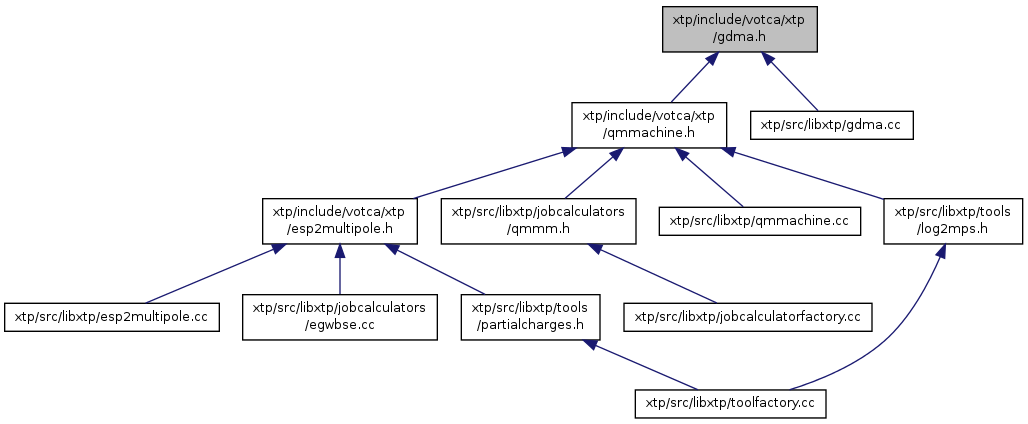 xtp/include/votca/xtp
/gdma.h
xtp/include/votca/xtp
/qmmachine.h
xtp/src/libxtp/gdma.cc
xtp/include/votca/xtp
/esp2multipole.h
xtp/src/libxtp/jobcalculators
/qmmm.h
xtp/src/libxtp/qmmachine.cc
xtp/src/libxtp/tools
/log2mps.h
xtp/src/libxtp/esp2multipole.cc
xtp/src/libxtp/jobcalculators
/egwbse.cc
xtp/src/libxtp/tools
/partialcharges.h
xtp/src/libxtp/jobcalculatorfactory.cc
xtp/src/libxtp/toolfactory.cc